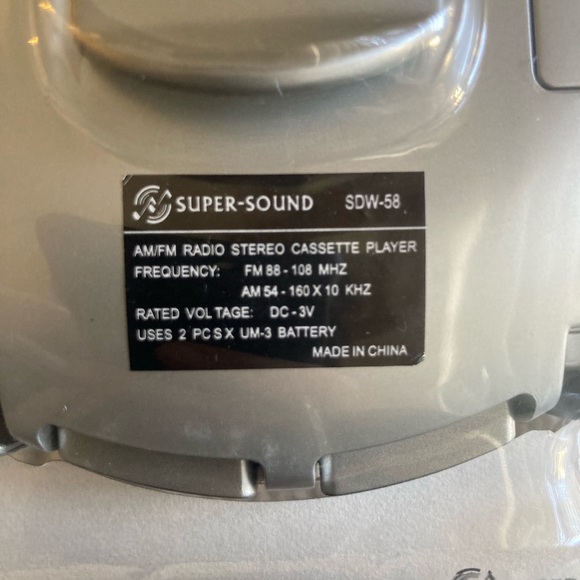 SUPER-SOUND SDW-58
AM/FM RADIO STEREO CASSETTE PLAYER
FREQUENCY: FM 88 - 108 MHZ
AM 54 - 160 X 10 KHZ
RATED VOLTAGE: DC - 3V
USES 2 PCS X UM-3 BATTERY
MADE IN CHINA